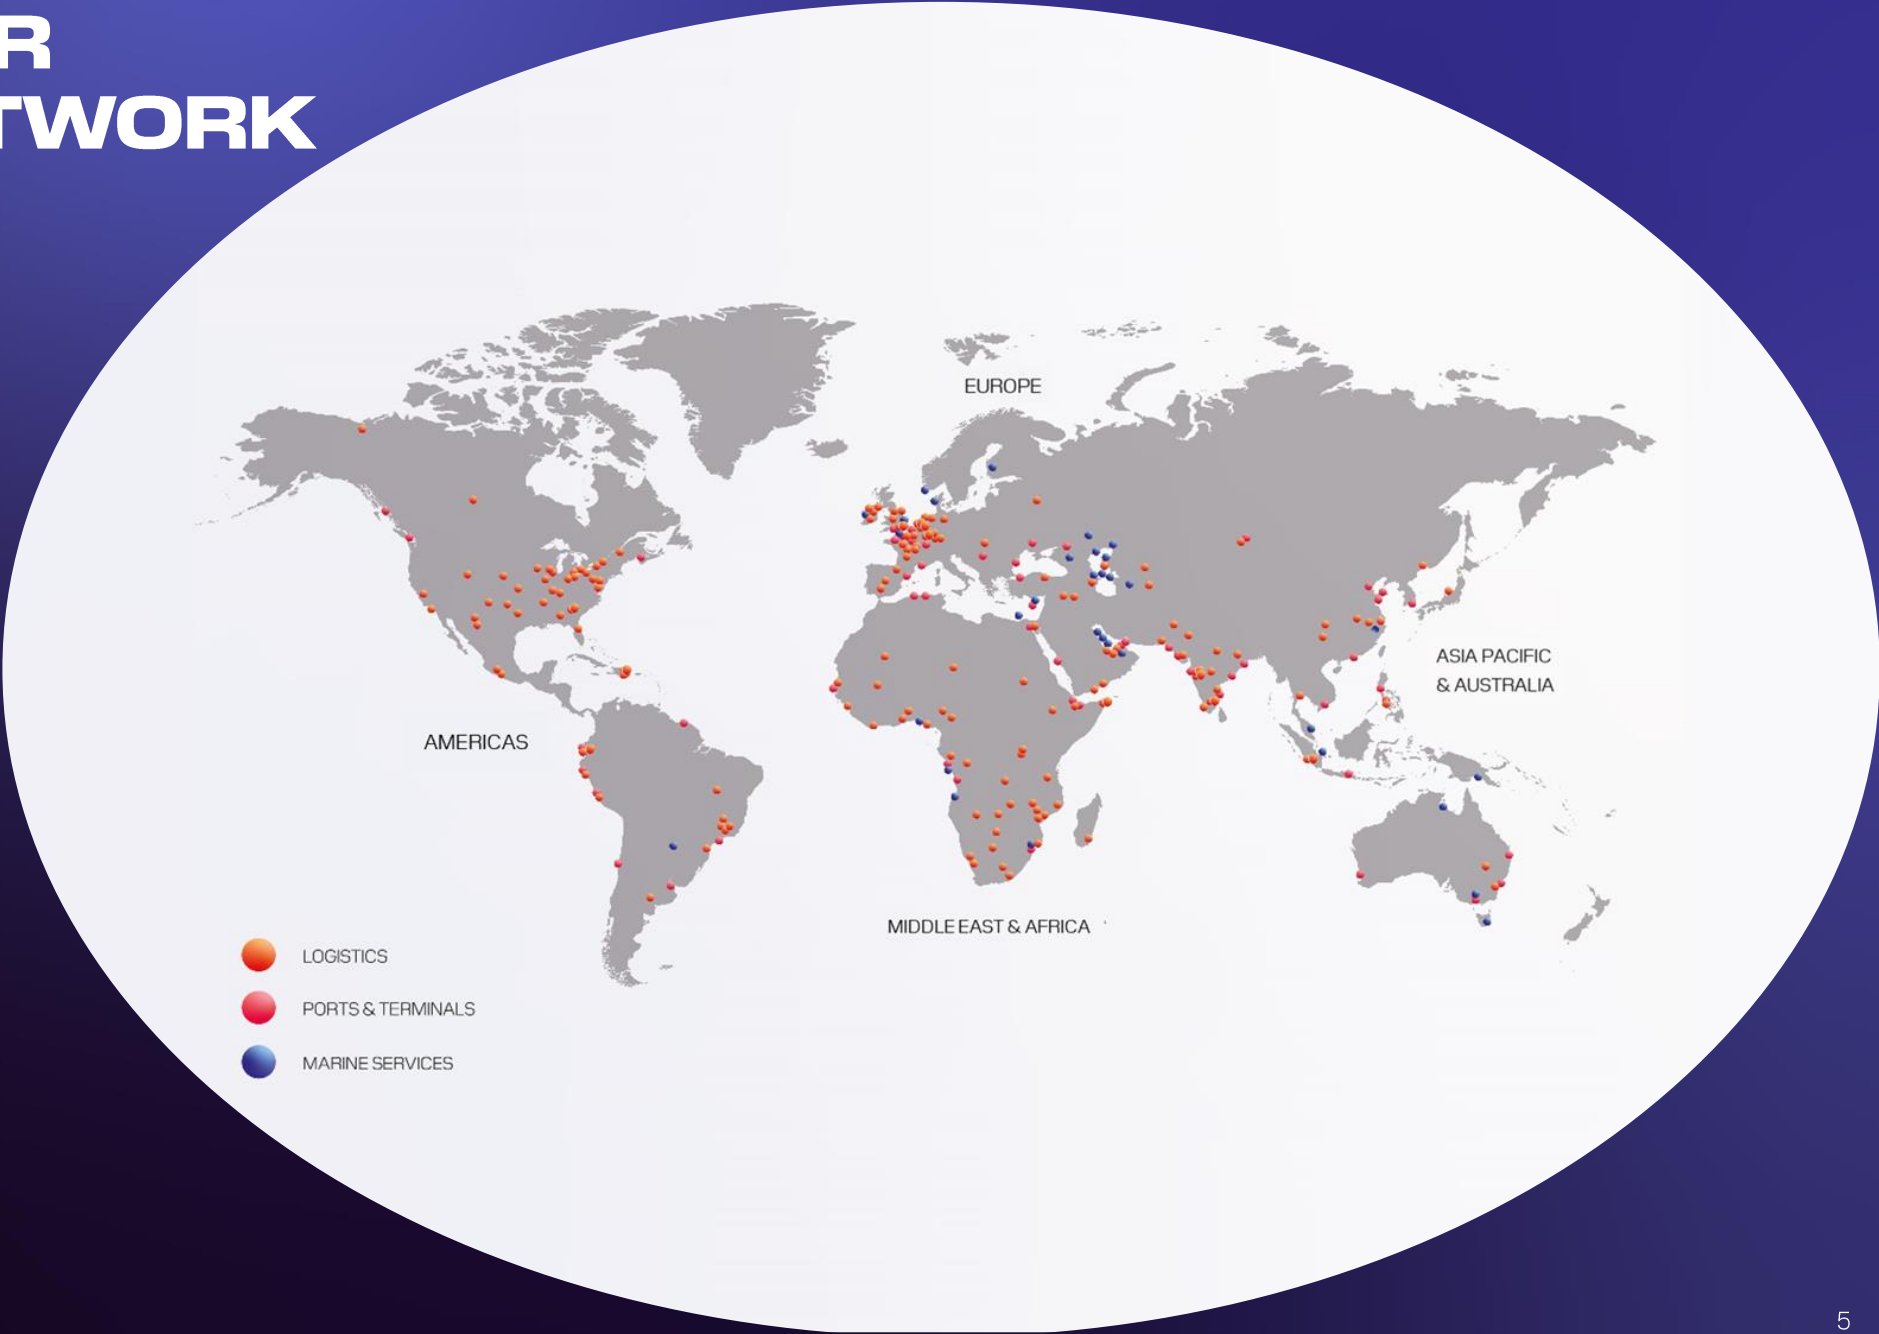 R
TWORK
EUROPE
ASIA PACIFIC
& AUSTRALIA
AMERICAS
MIDDLE EAST & AFRICA
LOGISTICS
PORTS & TERMINALS
MARINE SERVICES
5